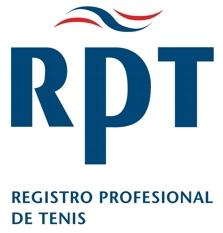 RPT
REGISTRO PROFESIONAL
DE TENIS